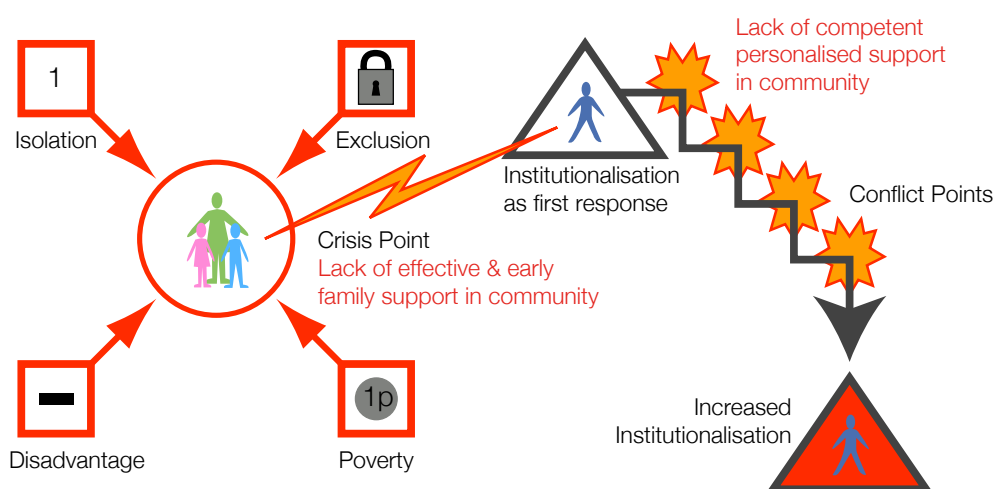 1
Isolation
Exclusion
Crisis Point
Lack of effective & early
family support in community
Disadvantage
1p
Poverty
Institutionalisation
as first response
Lack of competent
personalised support
in community
Conflict Points
Increased
Institutionalisation